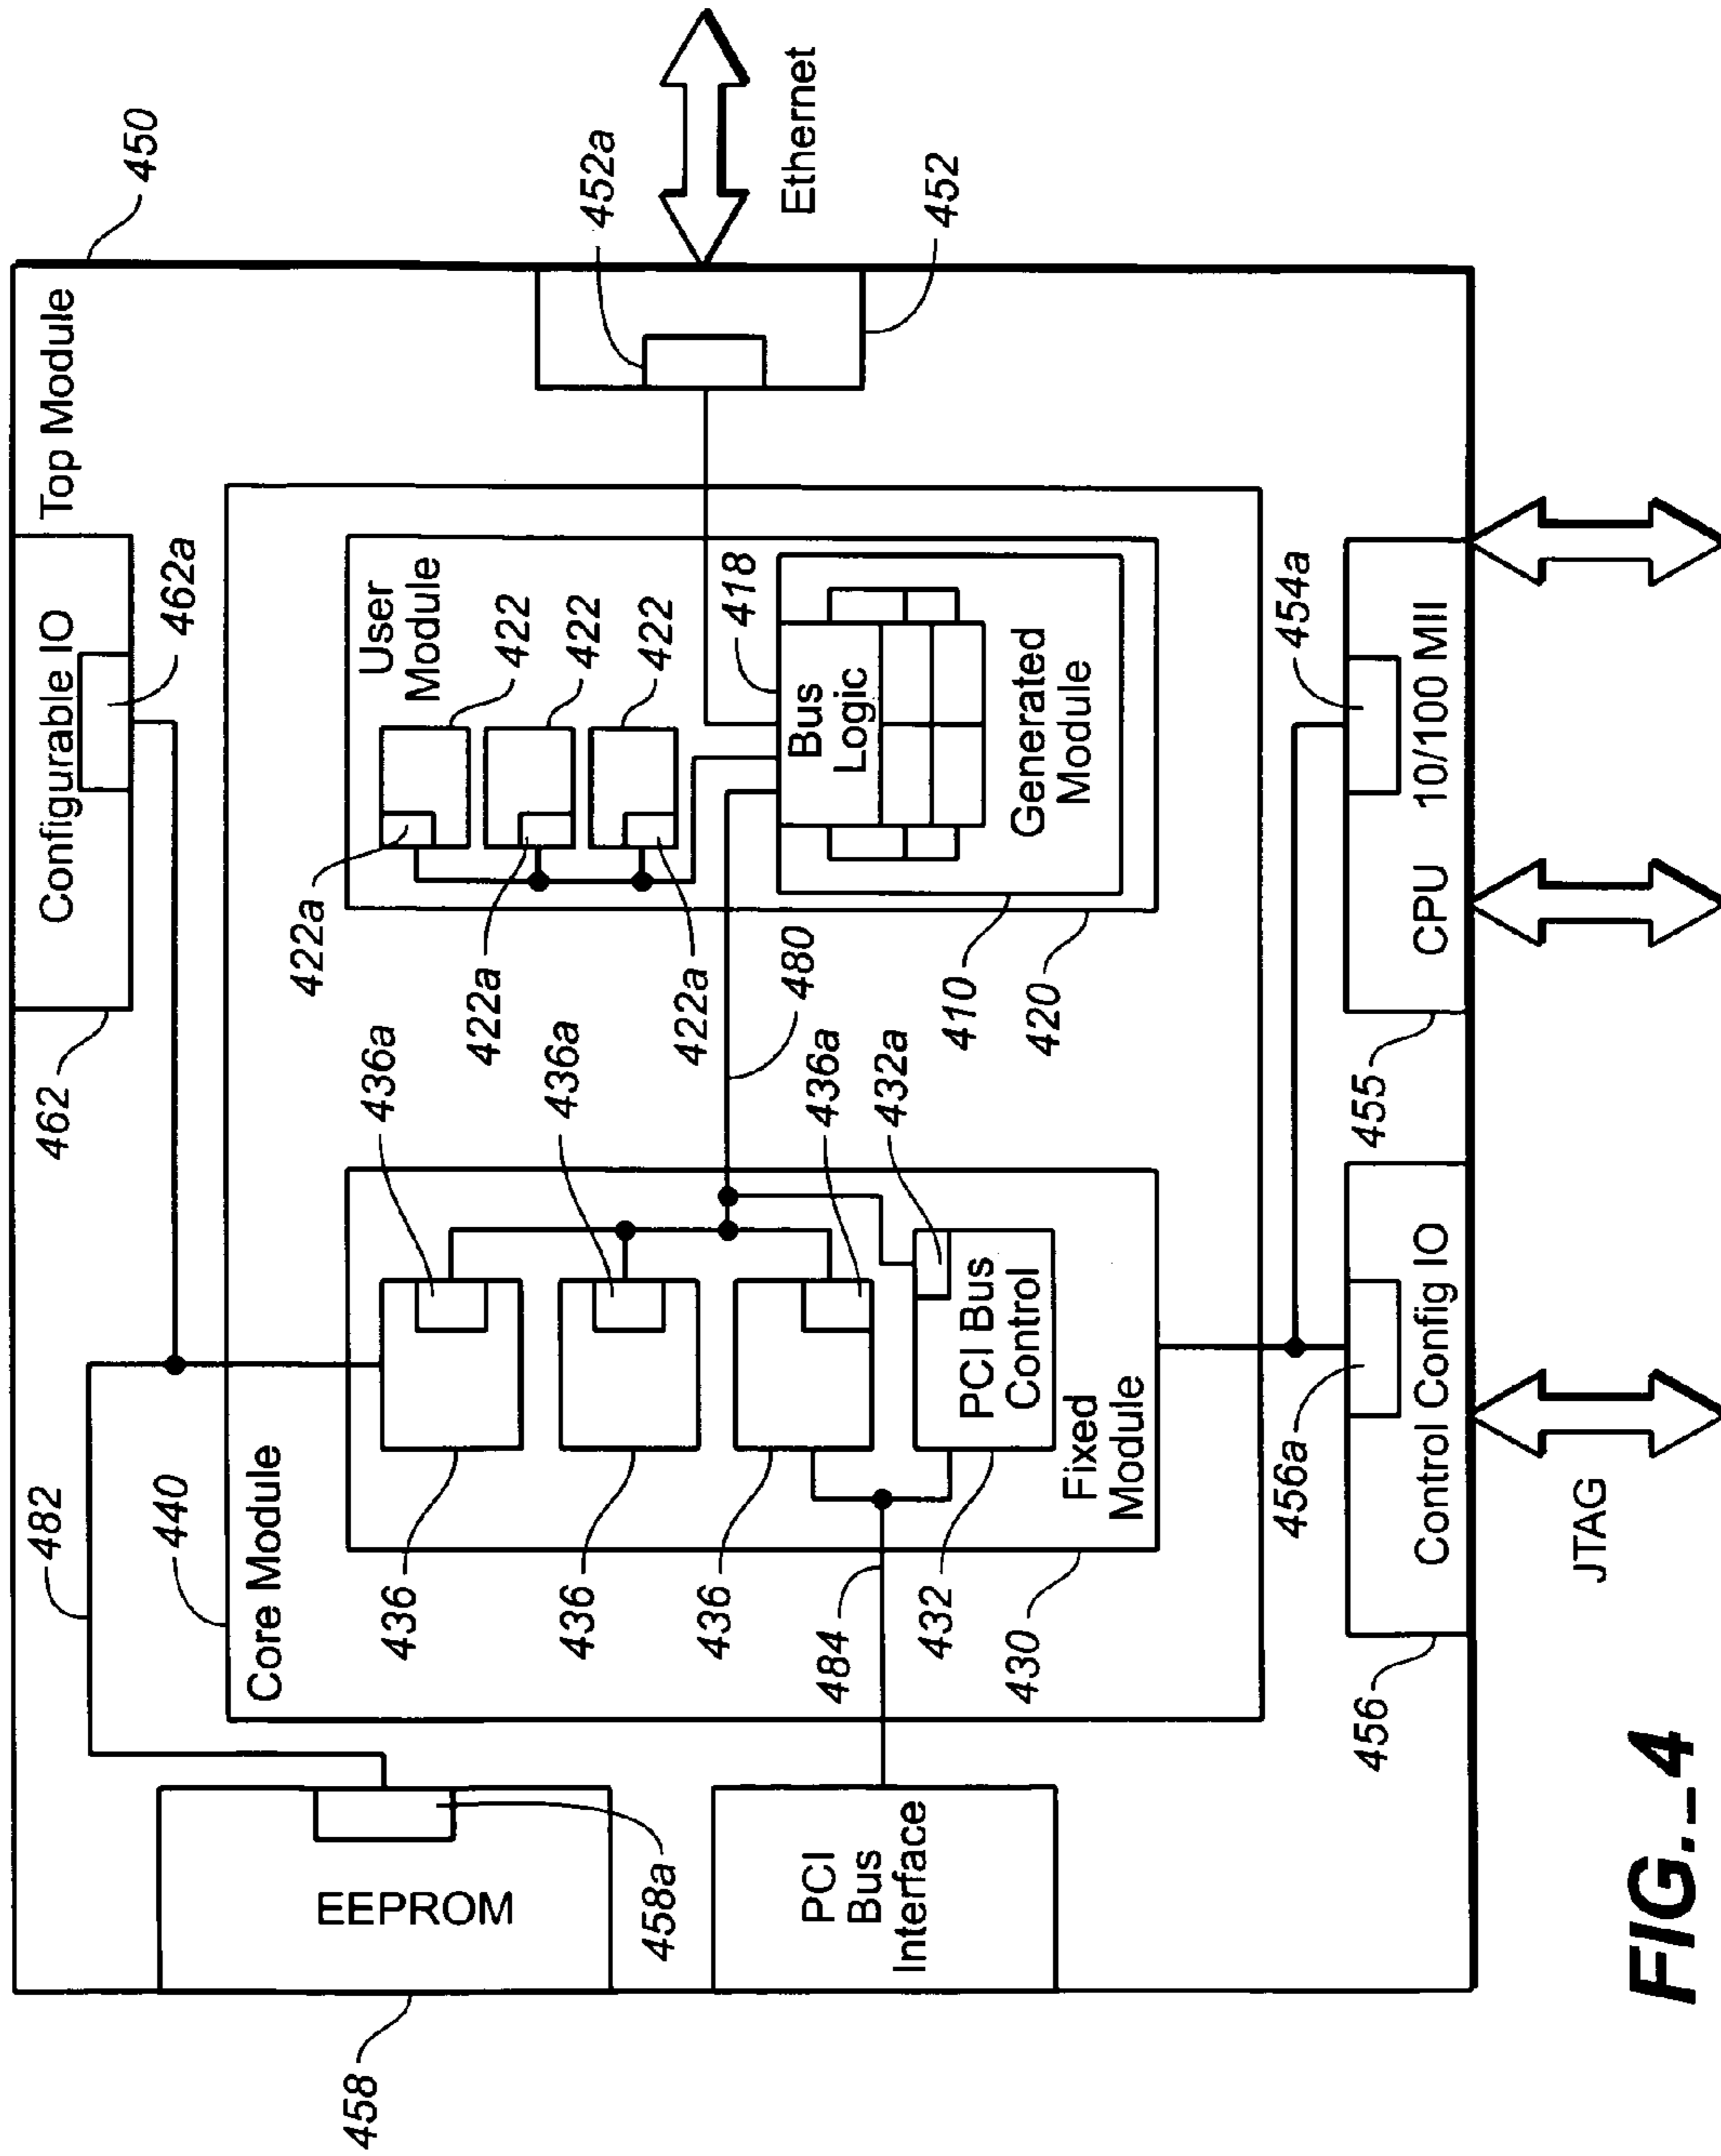 450
Top Module
Configurable IO
462a
462
482
440
Core Module
EEPROM
458a
458
PCI
Bus
Interface
484
436
436
436
432
430
436a
436a
436a
432a
PCI Bus
Control
Fixed
Module
480
User
Module
422
422
422
422a
422a
422a
418
Bus
Logic
Generated
Module
410
420
452a
452
Ethernet
456a
Control Config IO
456
JTAG
454a
CPU 10/100 MII
455
FIG._4